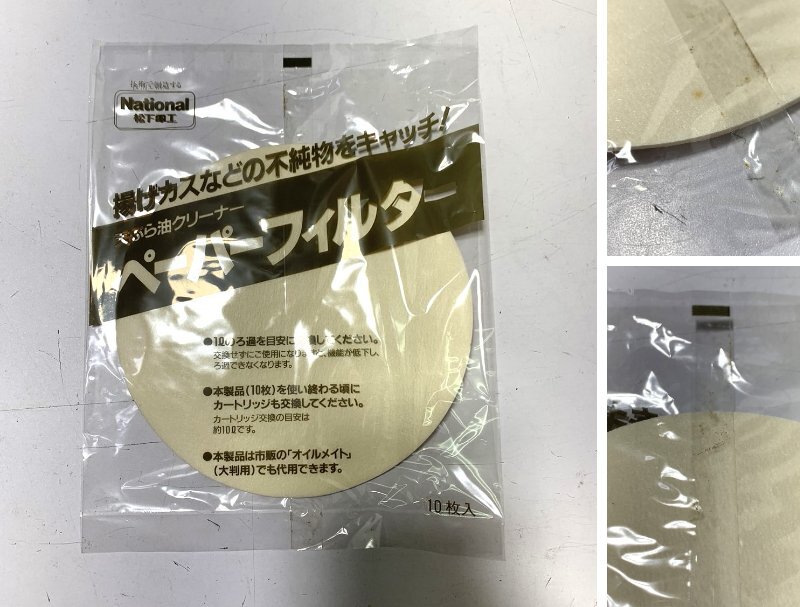 技術で創造する
National
松下電工
揚げカスなどの不純物をキャッチ!
天ぷら油クリーナー
ペーパーフィルター
●1ℓのろ過を目安に交換してください。
交換せずにご使用になりますと、機能が低下し、
ろ過できなくなります。
●本製品(10枚)を使い終わる頃に
カートリッジも交換してください。
カートリッジ交換の目安は
約10ℓです。
●本製品は市販の「オイルメイト」
(大判用)でも代用できます。
10枚入